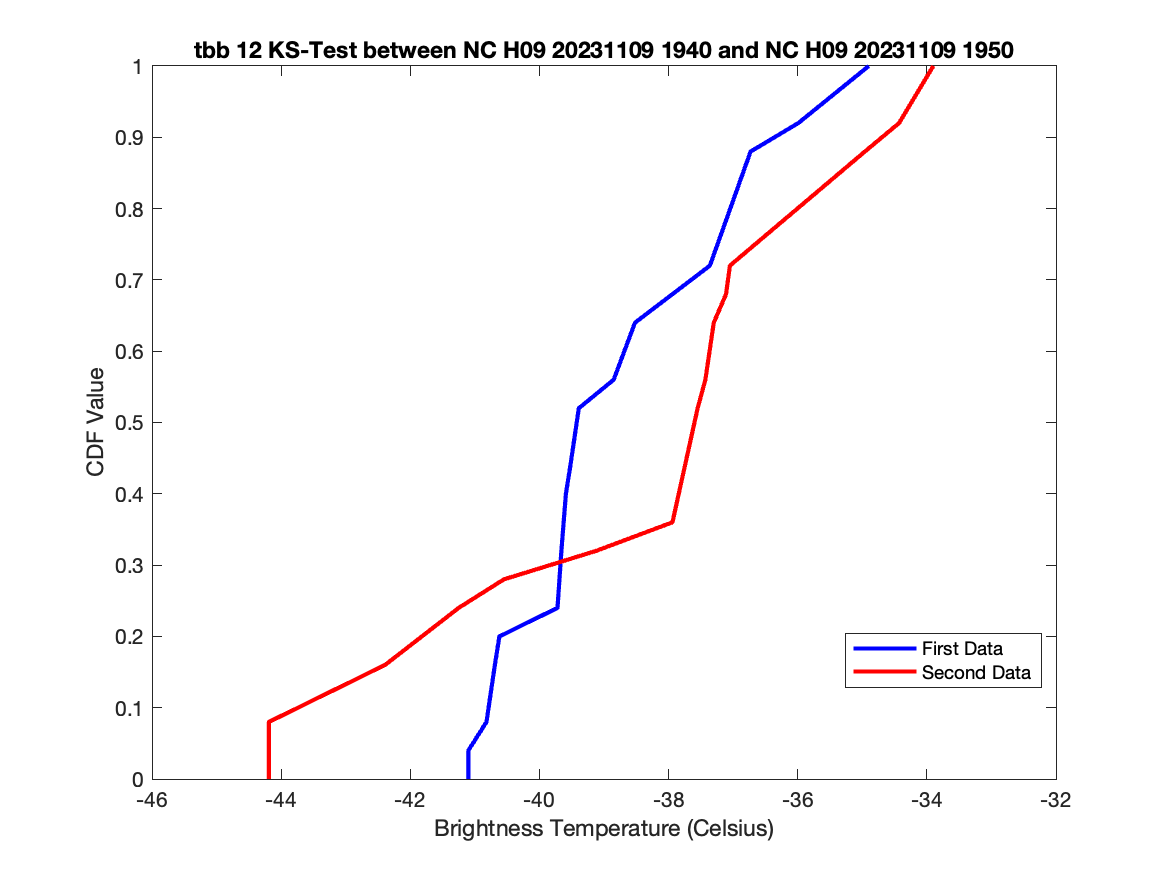 tbb 12 KS-Test between NC H09 20231109 1940 and NC H09 20231109 1950
1
0.9
0.8
0.7
0.6
0.5
0.4
0.3
0.2
0.1
0
CDF Value
First Data
Second Data
-46 -44 -42 -40 -38 -36 -34 -32
Brightness Temperature (Celsius)